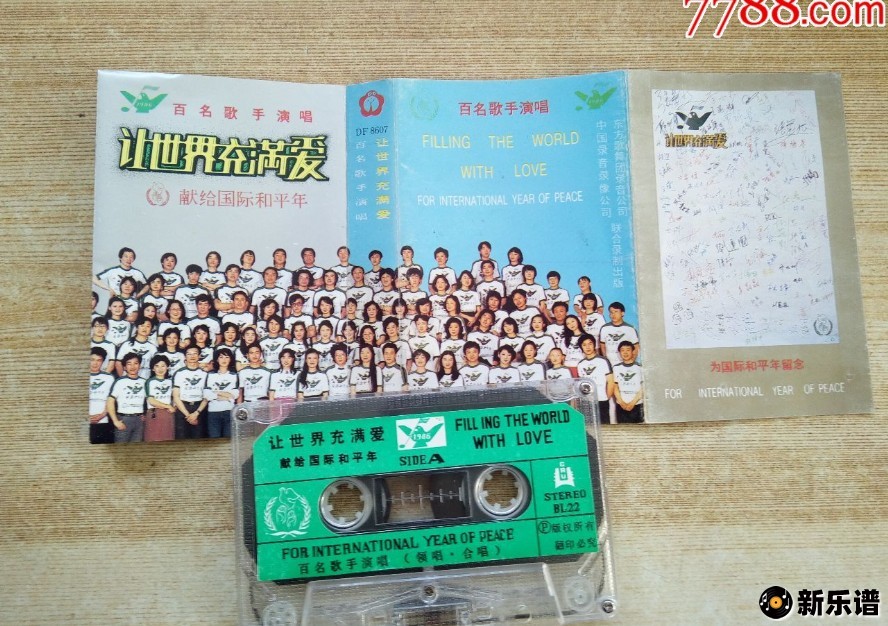 7788.com
1986
百名歌手演唱
让世界充满爱
献给国际和平年
DF 8607
让世界充满爱
百名歌手演唱
百名歌手演唱
FILLING THE WORLD
WITH LOVE
FOR INTERNATIONAL YEAR OF PEACE
东方歌舞团录音公司
中国录音录像公司
联合录制出版
让世界充满爱
为国际和平年留念
FOR INTERNATIONAL YEAR OF PEACE
让世界充满爱
献给国际和平年
1986
SIDE A
FILLING THE WORLD
WITH LOVE
STEREO
BL22
Ⓟ版权所有
翻印必究
FOR INTERNATIONAL YEAR OF PEACE
百名歌手演唱（领唱·合唱）
新乐谱